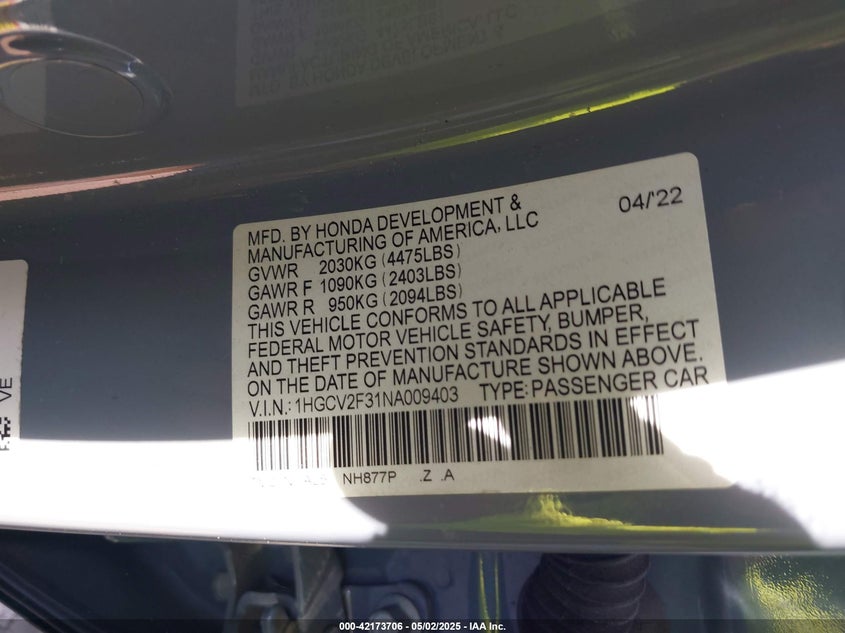 MFD. BY HONDA DEVELOPMENT & 04/'22
MANUFACTURING OF AMERICA, LLC
GVWR 2030KG (4475LBS)
GAWR F 1090KG (2403LBS)
GAWR R 950KG (2094LBS)
THIS VEHICLE CONFORMS TO ALL APPLICABLE
FEDERAL MOTOR VEHICLE SAFETY, BUMPER,
AND THEFT PREVENTION STANDARDS IN EFFECT
ON THE DATE OF MANUFACTURE SHOWN ABOVE.
V.I.N.: 1HGCV2F31NA009403 TYPE: PASSENGER CAR
NH877P .Z .A
VE
000-42173706 - 05/02/2025 - IAA Inc.